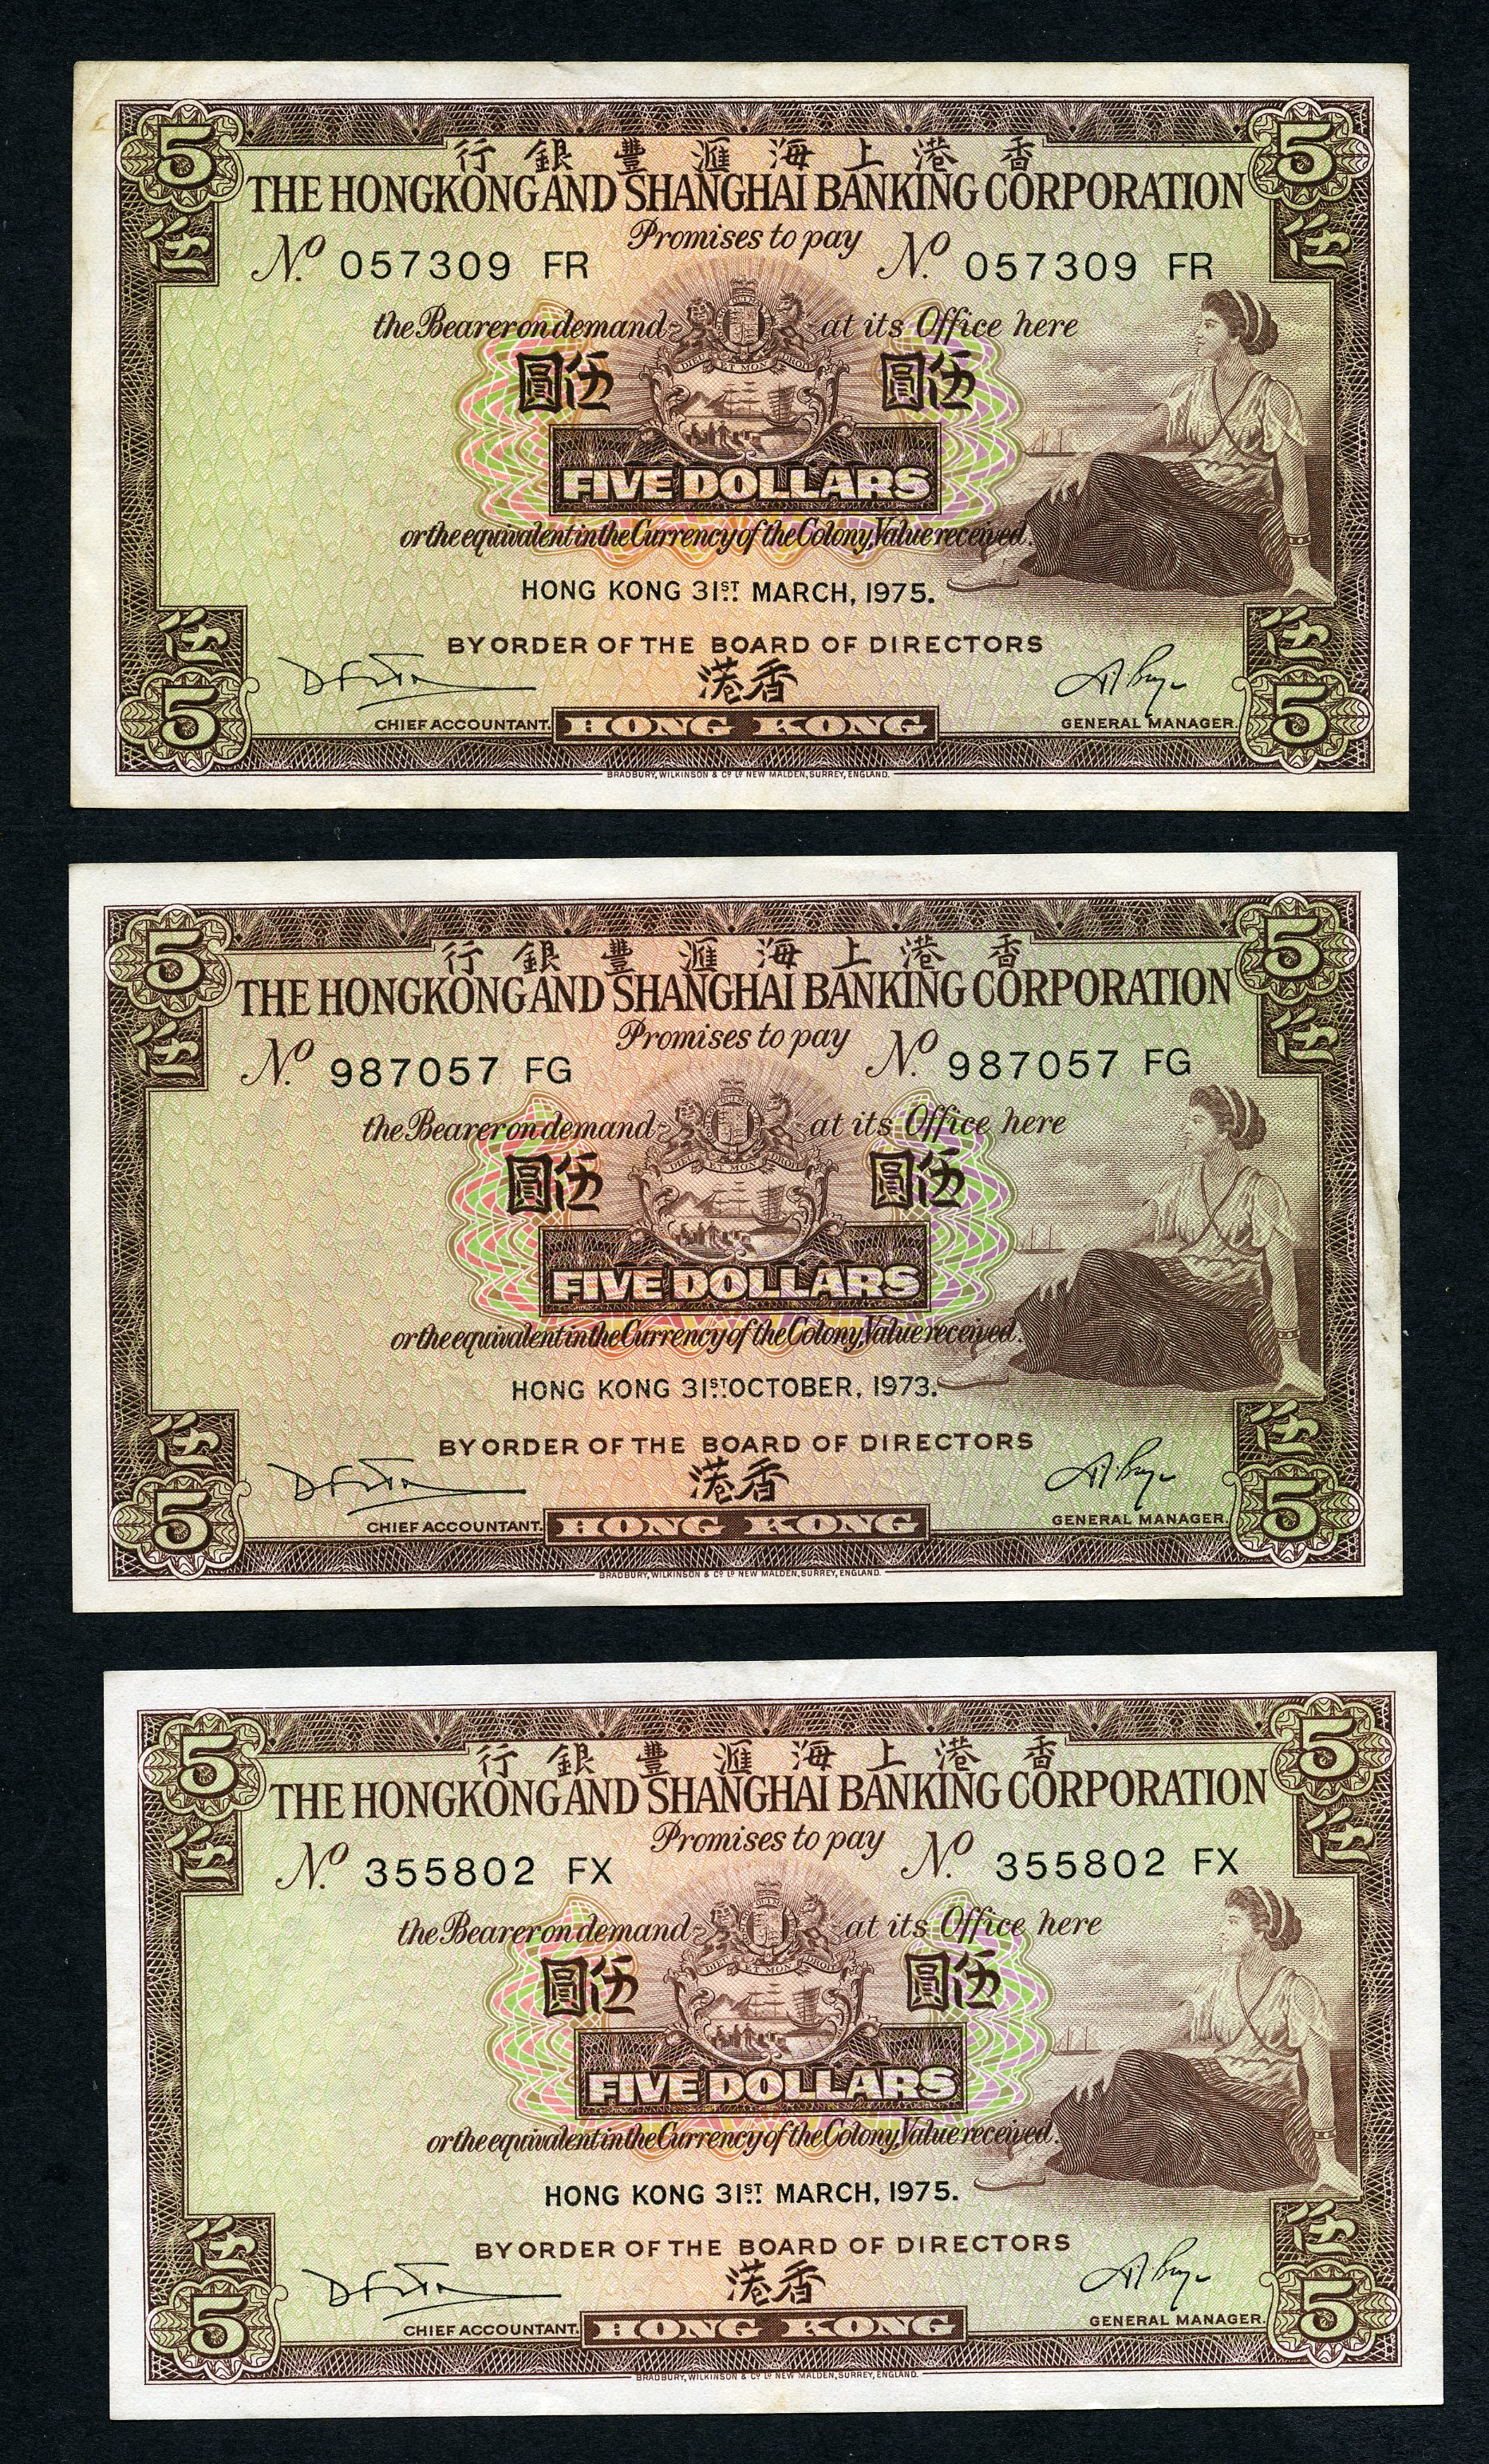 5 5
行 銀 豐 滙 海 上 港 香
THE HONGKONG AND SHANGHAI BANKING CORPORATION
伍 Promises to pay 伍
Nº. 057309 FR Nº. 057309 FR
the Bearer on demand at its Office here
圓伍 圓伍
DIEU ET MON DROIT
FIVE DOLLARS
or the equivalent in the Currency of the Colony, Value received.
HONG KONG 31ST MARCH, 1975.
伍 BY ORDER OF THE BOARD OF DIRECTORS 伍
港香
5 CHIEF ACCOUNTANT. HONG KONG GENERAL MANAGER. 5
BRADBURY, WILKINSON & Cº Lº NEW MALDEN, SURREY, ENGLAND.
5 5
行 銀 豐 滙 海 上 港 香
THE HONGKONG AND SHANGHAI BANKING CORPORATION
伍 Promises to pay 伍
Nº. 987057 FG Nº. 987057 FG
the Bearer on demand at its Office here
圓伍 圓伍
DIEU ET MON DROIT
FIVE DOLLARS
or the equivalent in the Currency of the Colony, Value received.
HONG KONG 31ST OCTOBER, 1973.
伍 BY ORDER OF THE BOARD OF DIRECTORS 伍
港香
5 CHIEF ACCOUNTANT. HONG KONG GENERAL MANAGER. 5
BRADBURY, WILKINSON & Cº Lº NEW MALDEN, SURREY, ENGLAND.
5 5
行 銀 豐 滙 海 上 港 香
THE HONGKONG AND SHANGHAI BANKING CORPORATION
伍 Promises to pay 伍
Nº. 355802 FX Nº. 355802 FX
the Bearer on demand at its Office here
圓伍 圓伍
DIEU ET MON DROIT
FIVE DOLLARS
or the equivalent in the Currency of the Colony, Value received.
HONG KONG 31ST MARCH, 1975.
伍 BY ORDER OF THE BOARD OF DIRECTORS 伍
港香
5 CHIEF ACCOUNTANT. HONG KONG GENERAL MANAGER. 5
BRADBURY, WILKINSON & Cº Lº NEW MALDEN, SURREY, ENGLAND.